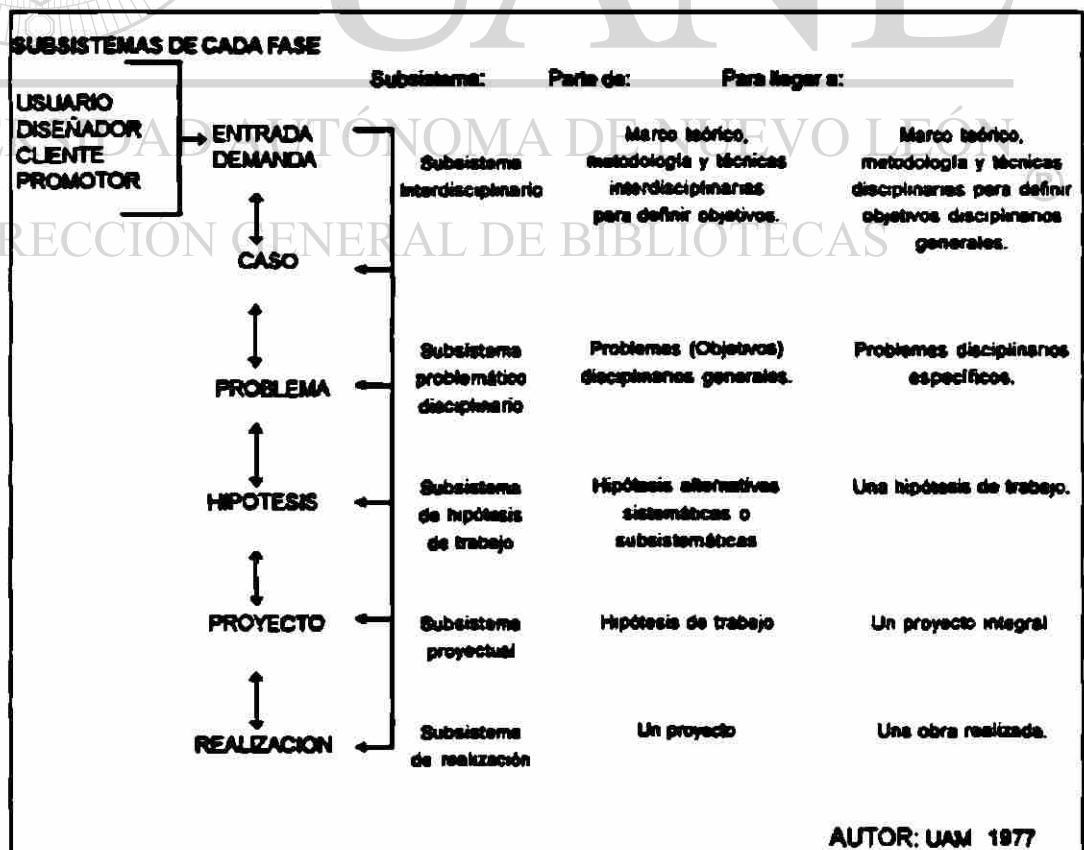 SUBSISTEMAS DE CADA FASE
Subsistema: Parte de: Para llegar a:
USUARIO
DISEÑADOR
CLIENTE
PROMOTOR
ENTRADA
DEMANDA
Subsistema
Interdisciplinario
Marco teórico,
metodología y técnicas
interdisciplinarias
para definir objetivos.
Marco teórico,
metodología y técnicas
disciplinarias para definir
objetivos disciplinarios
generales.
CASO
PROBLEMA
Subsistema
problemático
disciplinario
Problemas (Objetivos)
disciplinarios generales.
Problemas disciplinarios
específicos.
HIPOTESIS
Subsistema
de hipótesis
de trabajo
Hipótesis alternativas
sistemáticas o
subsistemáticas
Una hipótesis de trabajo.
PROYECTO
Subsistema
proyectual
Hipótesis de trabajo
Un proyecto integral
REALIZACION
Subsistema
de realización
Un proyecto
Una obra realizada.
AUTOR: UAM 1977
UANL
UNIVERSIDAD AUTÓNOMA DE NUEVO LEÓN
®
DIRECCIÓN GENERAL DE BIBLIOTECAS